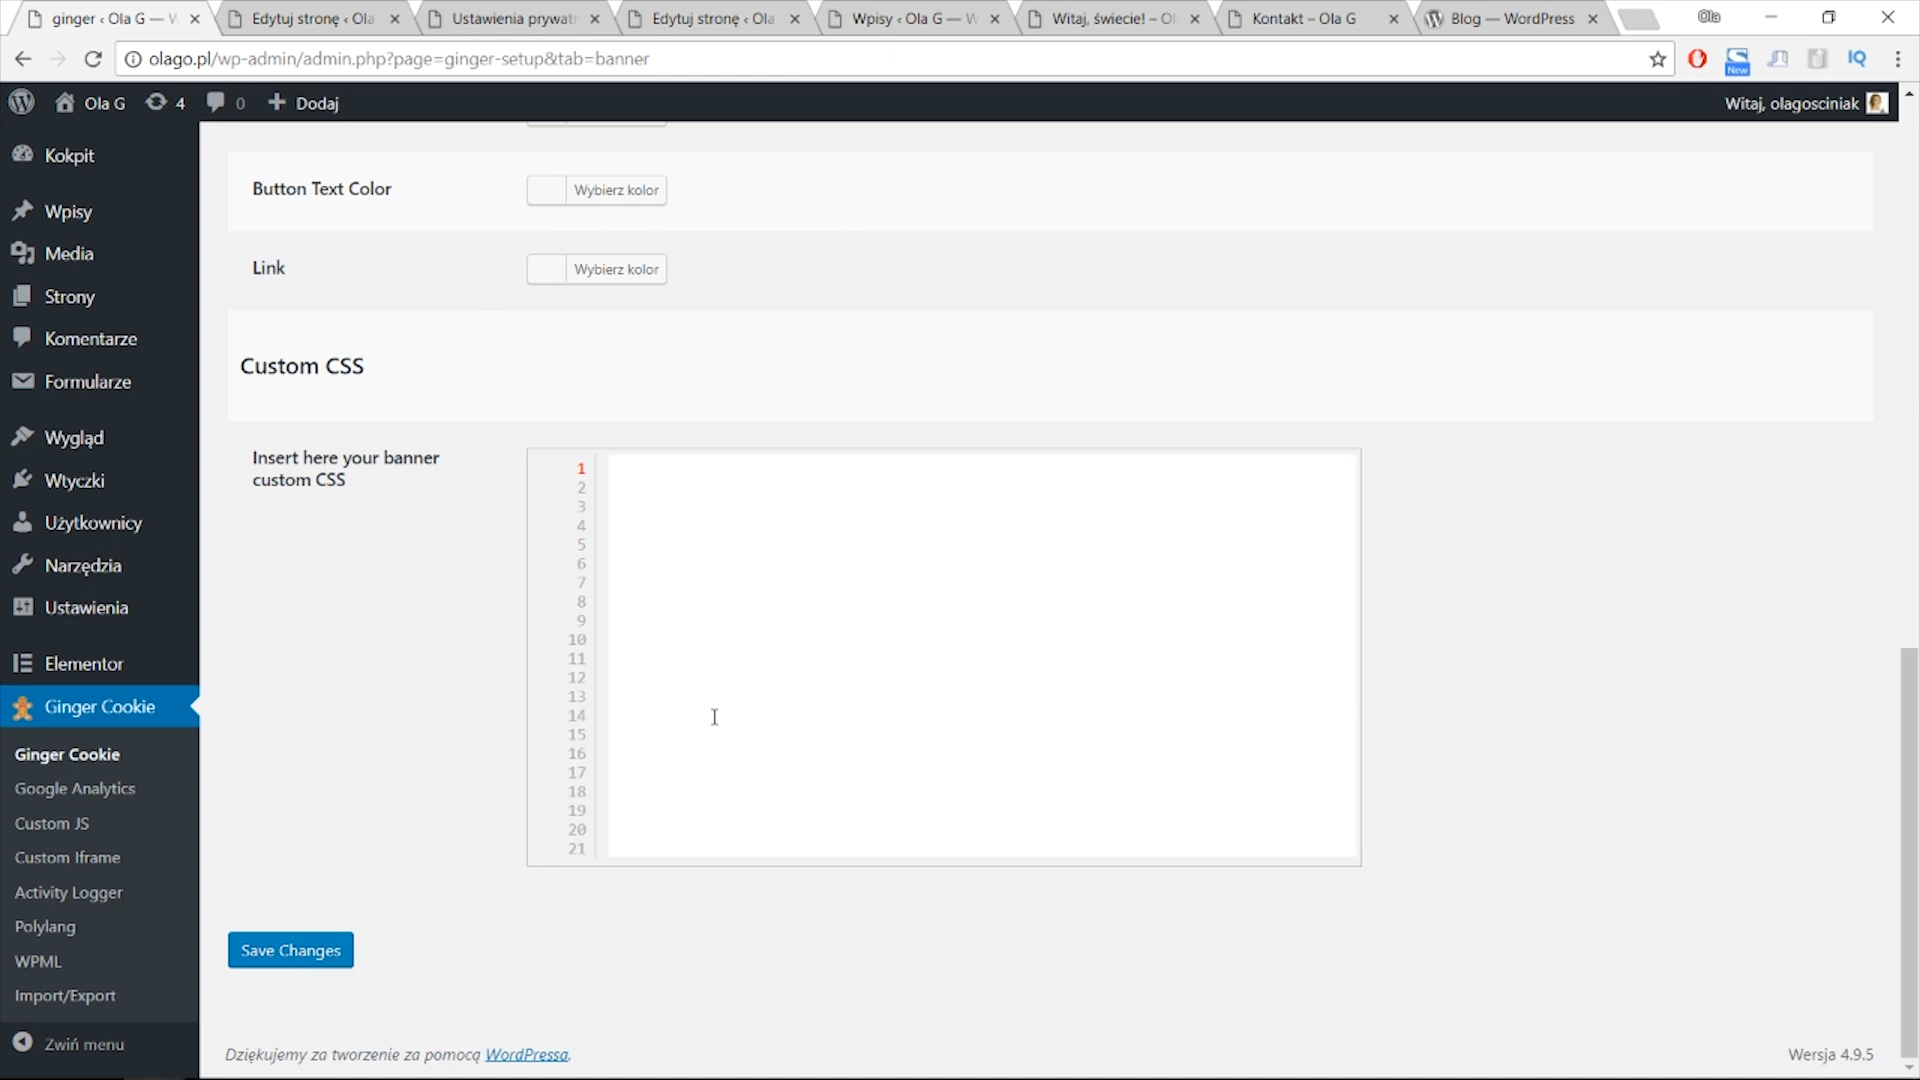 ginger ‹ Ola G — W
Edytuj stronę ‹ Ola
Ustawienia prywatn
Edytuj stronę ‹ Ola
Wpisy ‹ Ola G — W
Witaj, świecie! – Ol
Kontakt – Ola G
Blog — WordPress
Ola
olago.pl/wp-admin/admin.php?page=ginger-setup&tab=banner
New
IQ
Ola G
4
0
Dodaj
Witaj, olagosciniak
Kokpit
Wpisy
Media
Strony
Komentarze
Formularze
Wygląd
Wtyczki
Użytkownicy
Narzędzia
Ustawienia
Elementor
Ginger Cookie
Ginger Cookie
Google Analytics
Custom JS
Custom Iframe
Activity Logger
Polylang
WPML
Import/Export
Zwiń menu
Button Text Color
Wybierz kolor
Link
Wybierz kolor
Custom CSS
Insert here your banner
custom CSS
1
2
3
4
5
6
7
8
9
10
11
12
13
14
15
16
17
18
19
20
21
Save Changes
Dziękujemy za tworzenie za pomocą WordPressa.
Wersja 4.9.5